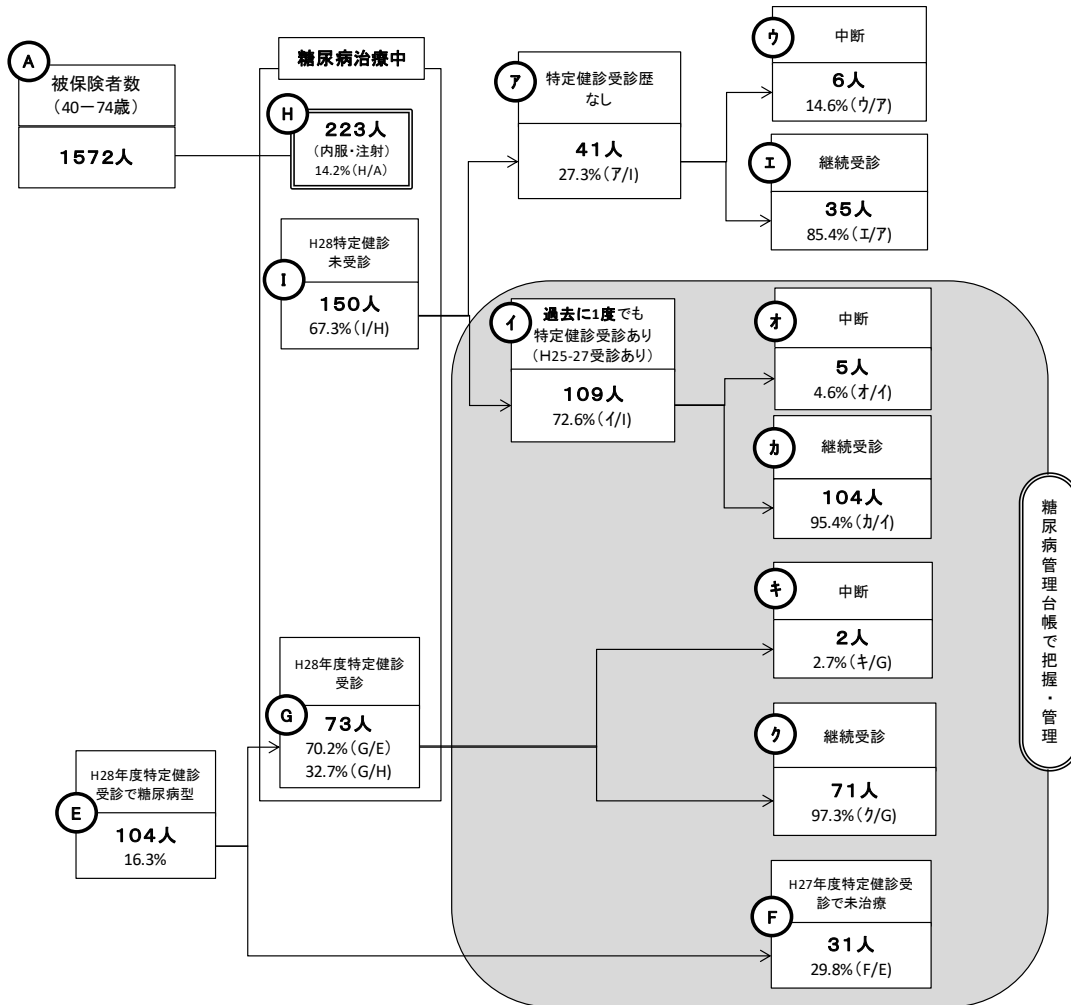 A
被保険者数
（40－74歳）
1572人
糖尿病治療中
H
223人
（内服・注射）
14.2%（H/A）
I
H28特定健診
未受診
150人
67.3%（I/H）
ア
特定健診受診歴
なし
41人
27.3%（ア/I）
ウ
中断
6人
14.6%（ウ/ア）
エ
継続受診
35人
85.4%（エ/ア）
イ
過去に1度でも
特定健診受診あり
（H25-27受診あり）
109人
72.6%（イ/I）
オ
中断
5人
4.6%（オ/イ）
カ
継続受診
104人
95.4%（カ/イ）
キ
中断
2人
2.7%（キ/G）
G
H28年度特定健診
受診
73人
70.2%（G/E）
32.7%（G/H）
ク
継続受診
71人
97.3%（ク/G）
E
H28年度特定健診
受診で糖尿病型
104人
16.3%
F
H27年度特定健診受
診で未治療
31人
29.8%（F/E）
糖尿病管理台帳で把握・管理